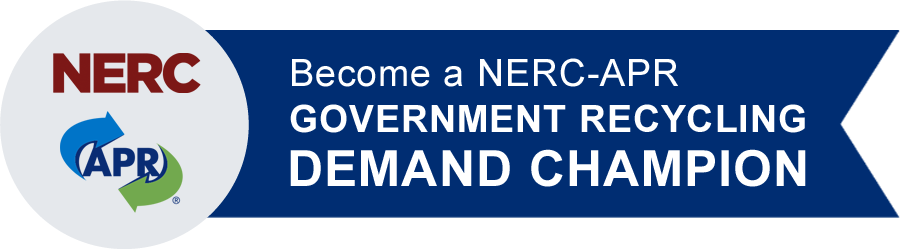 NERC
APR®
Become a NERC-APR
GOVERNMENT RECYCLING
DEMAND CHAMPION